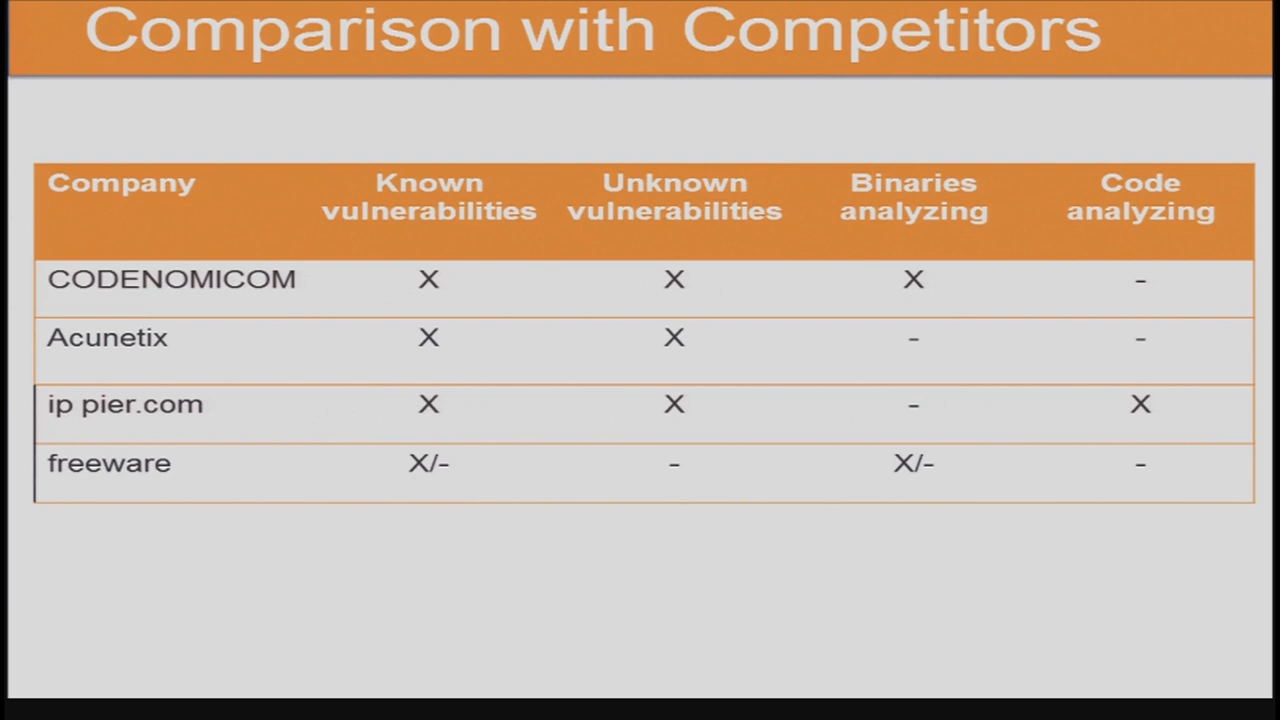 Comparison with Competitors
Company Known vulnerabilities Unknown vulnerabilities Binaries analyzing Code analyzing
CODENOMICOM X X X -
Acunetix X X - -
ip pier.com X X - X
freeware X/- - X/- -